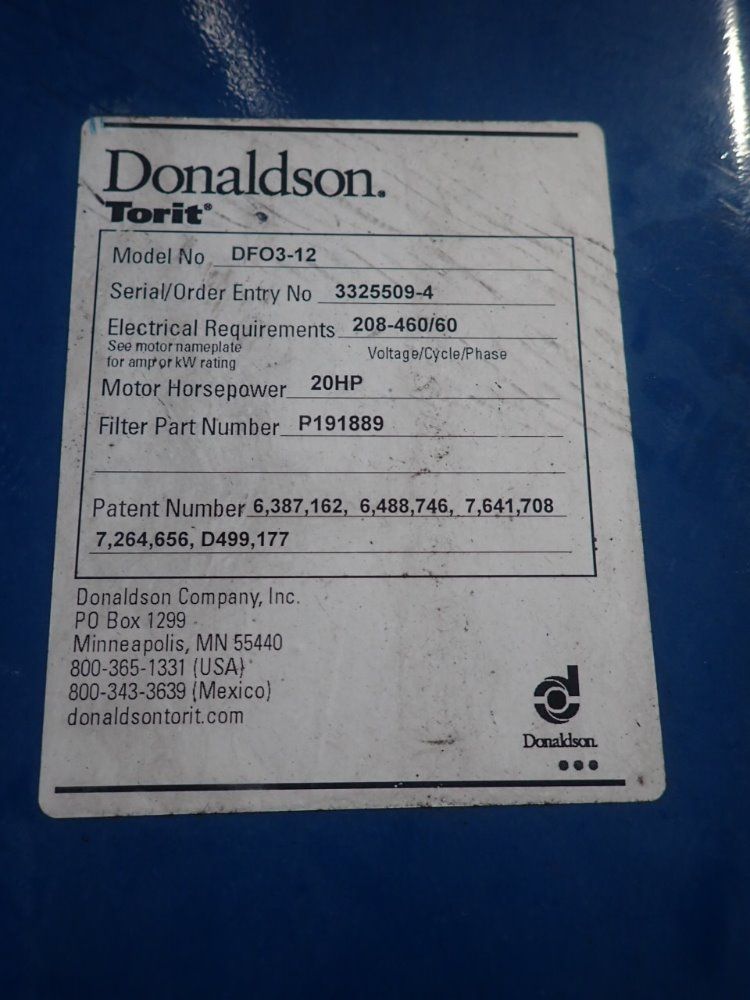 Donaldson.
Torit®
Model No DFO3-12
Serial/Order Entry No 3325509-4
Electrical Requirements 208-460/60
See motor nameplate
for amp or kW rating
Voltage/Cycle/Phase
Motor Horsepower 20HP
Filter Part Number P191889
Patent Number 6,387,162, 6,488,746, 7,641,708
7,264,656, D499,177
Donaldson Company, Inc.
PO Box 1299
Minneapolis, MN 55440
800-365-1331 (USA)
800-343-3639 (Mexico)
donaldsontorit.com
Donaldson.